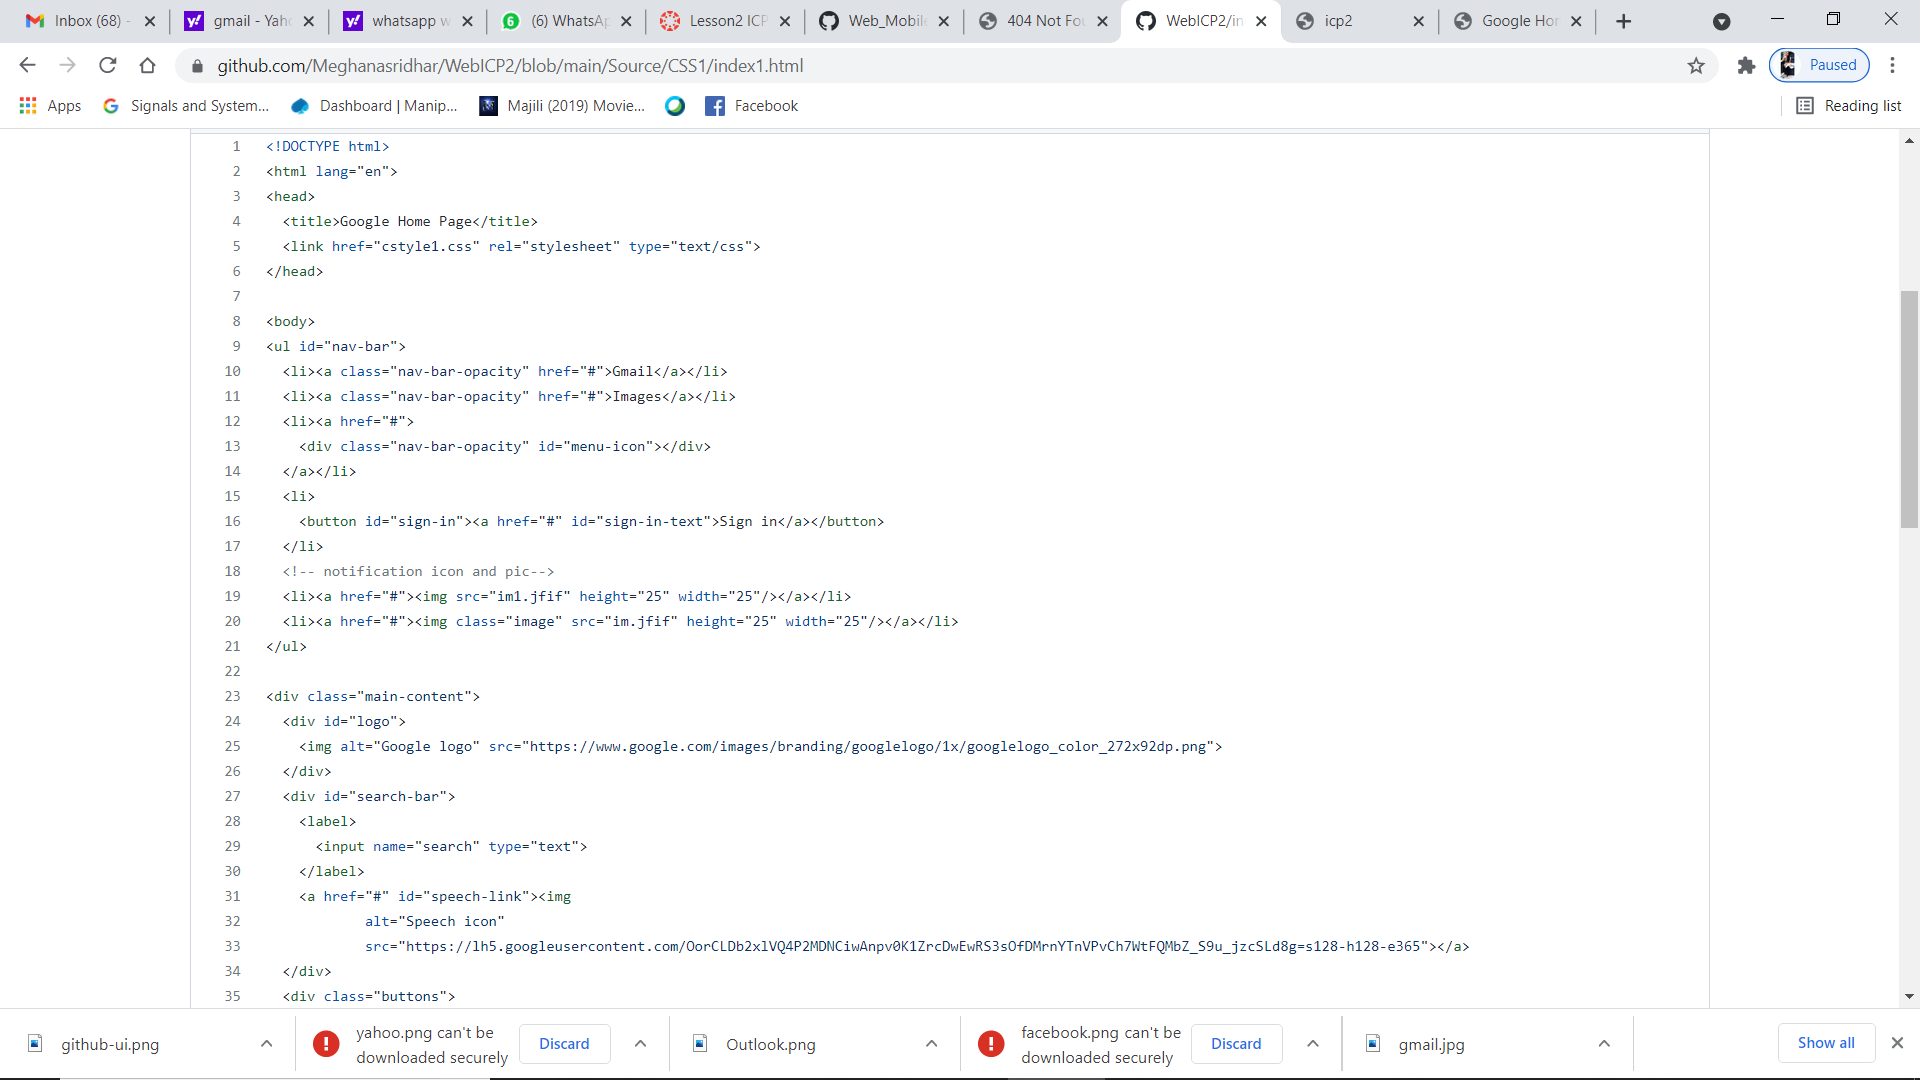 Inbox (68) -
gmail - Yaho
whatsapp w
(6) WhatsAp
Lesson2 ICP
Web_Mobile
404 Not Fou
WebICP2/in
icp2
Google Hor
github.com/Meghanasridhar/WebICP2/blob/main/Source/CSS1/index1.html
Paused
Apps
Signals and System...
Dashboard | Manip...
Majili (2019) Movie...
Facebook
Reading list
1 <!DOCTYPE html>
2 <html lang="en">
3 <head>
4 <title>Google Home Page</title>
5 <link href="cstyle1.css" rel="stylesheet" type="text/css">
6 </head>
7
8 <body>
9 <ul id="nav-bar">
10 <li><a class="nav-bar-opacity" href="#">Gmail</a></li>
11 <li><a class="nav-bar-opacity" href="#">Images</a></li>
12 <li><a href="#">
13 <div class="nav-bar-opacity" id="menu-icon"></div>
14 </a></li>
15 <li>
16 <button id="sign-in"><a href="#" id="sign-in-text">Sign in</a></button>
17 </li>
18 <!-- notification icon and pic-->
19 <li><a href="#"><img src="im1.jfif" height="25" width="25"/></a></li>
20 <li><a href="#"><img class="image" src="im.jfif" height="25" width="25"/></a></li>
21 </ul>
22
23 <div class="main-content">
24 <div id="logo">
25 <img alt="Google logo" src="https://www.google.com/images/branding/googlelogo/1x/googlelogo_color_272x92dp.png">
26 </div>
27 <div id="search-bar">
28 <label>
29 <input name="search" type="text">
30 </label>
31 <a href="#" id="speech-link"><img
32 alt="Speech icon"
33 src="https://lh5.googleusercontent.com/OorCLDb2xlVQ4P2MDNCiwAnpv0K1ZrcDwEwRS3sOfDMrnYTnVPvCh7WtFQMbZ_S9u_jzcSLd8g=s128-h128-e365"></a>
34 </div>
35 <div class="buttons">
github-ui.png
yahoo.png can't be
downloaded securely
Discard
Outlook.png
facebook.png can't be
downloaded securely
Discard
gmail.jpg
Show all